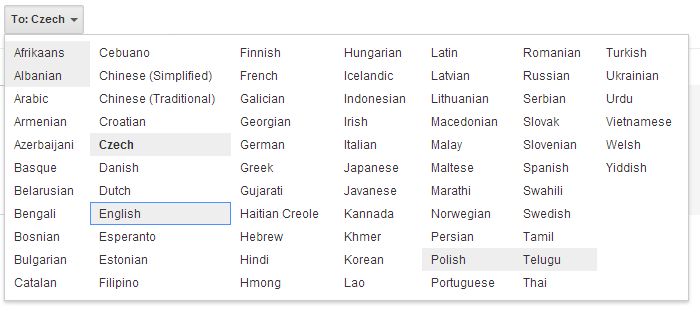 To: Czech
Afrikaans Cebuano Finnish Hungarian Latin Romanian Turkish
Albanian Chinese (Simplified) French Icelandic Latvian Russian Ukrainian
Arabic Chinese (Traditional) Galician Indonesian Lithuanian Serbian Urdu
Armenian Croatian Georgian Irish Macedonian Slovak Vietnamese
Azerbaijani Czech German Italian Malay Slovenian Welsh
Basque Danish Greek Japanese Maltese Spanish Yiddish
Belarusian Dutch Gujarati Javanese Marathi Swahili
Bengali English Haitian Creole Kannada Norwegian Swedish
Bosnian Esperanto Hebrew Khmer Persian Tamil
Bulgarian Estonian Hindi Korean Polish Telugu
Catalan Filipino Hmong Lao Portuguese Thai